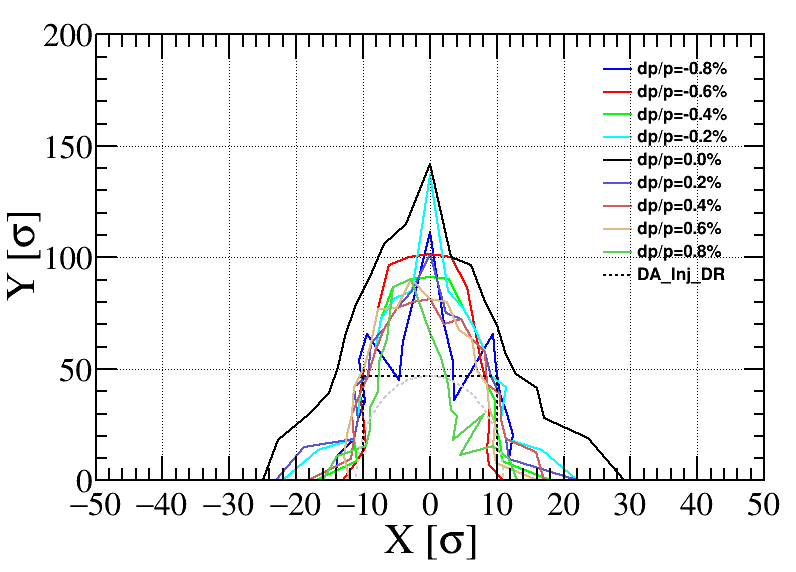 200
150
100
50
0
Y [σ]
dp/p=-0.8%
dp/p=-0.6%
dp/p=-0.4%
dp/p=-0.2%
dp/p=0.0%
dp/p=0.2%
dp/p=0.4%
dp/p=0.6%
dp/p=0.8%
DA_Inj_DR
−50 −40 −30 −20 −10 0 10 20 30 40 50
X [σ]